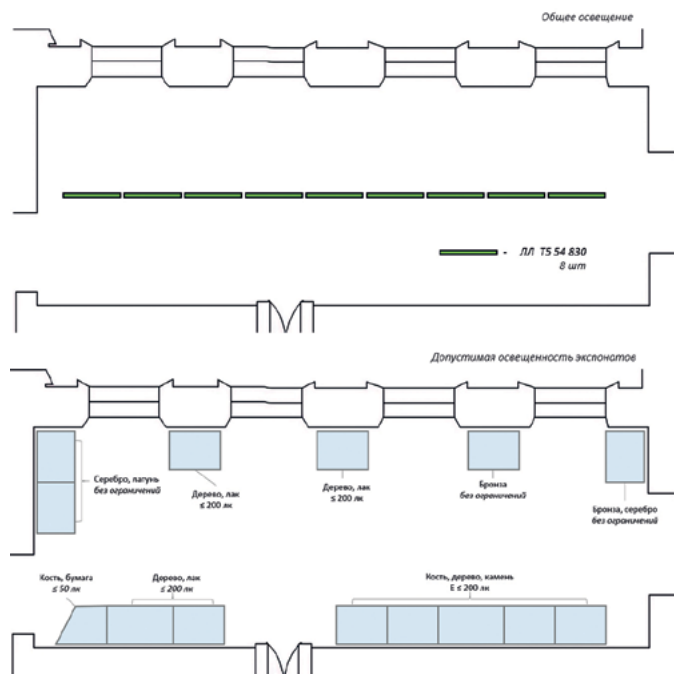 Общее освещение
- ЛЛ T5 54 830
8 шт
Допустимая освещенность экспонатов
Серебро, латунь
без ограничений
Дерево, лак
≤ 200 лк
Дерево, лак
≤ 200 лк
Бронза
без ограничений
Бронза, серебро
без ограничений
Кость, бумага
≤ 50 лк
Дерево, лак
≤ 200 лк
Кость, дерево, камень
E ≤ 200 лк